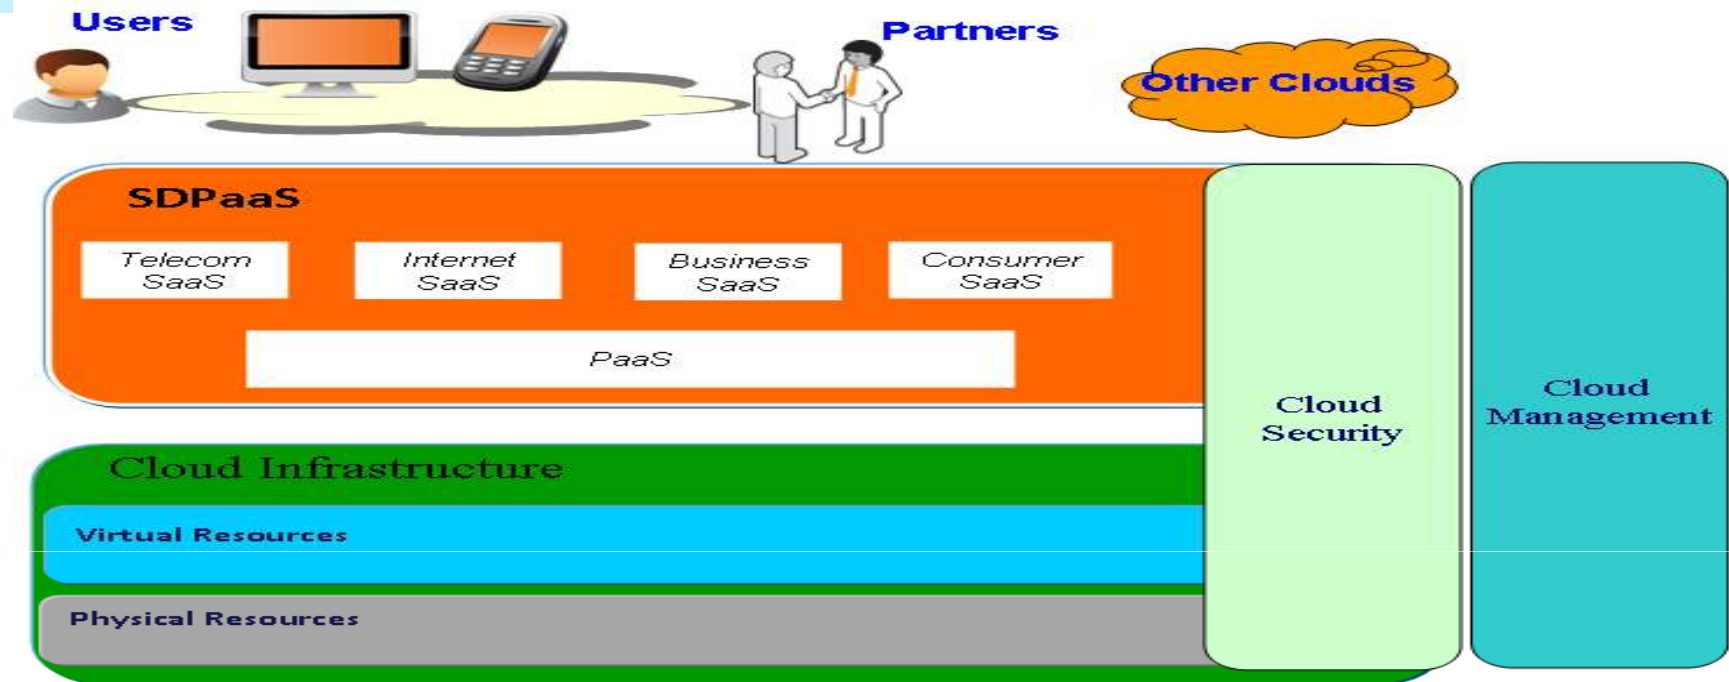 Users
Partners
Other Clouds
SDPaaS
Telecom
SaaS
Internet
SaaS
Business
SaaS
Consumer
SaaS
PaaS
Cloud
Security
Cloud
Management
Cloud Infrastructure
Virtual Resources
Physical Resources